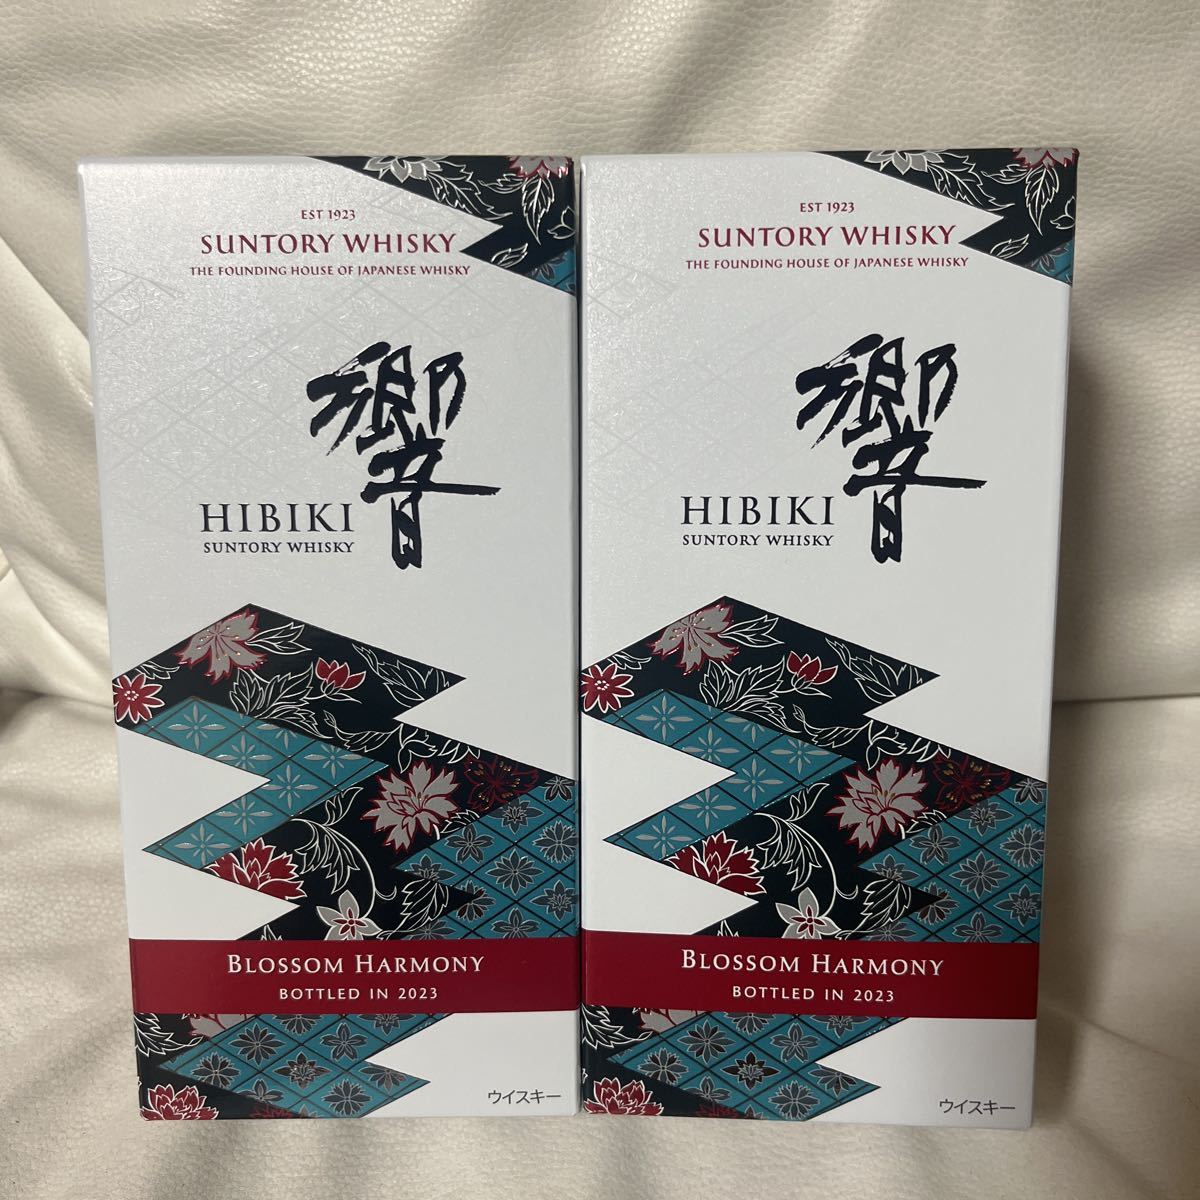 EST 1923
SUNTORY WHISKY
THE FOUNDING HOUSE OF JAPANESE WHISKY
響
HIBIKI
SUNTORY WHISKY
BLOSSOM HARMONY
BOTTLED IN 2023
ウイスキー
EST 1923
SUNTORY WHISKY
THE FOUNDING HOUSE OF JAPANESE WHISKY
響
HIBIKI
SUNTORY WHISKY
BLOSSOM HARMONY
BOTTLED IN 2023
ウイスキー